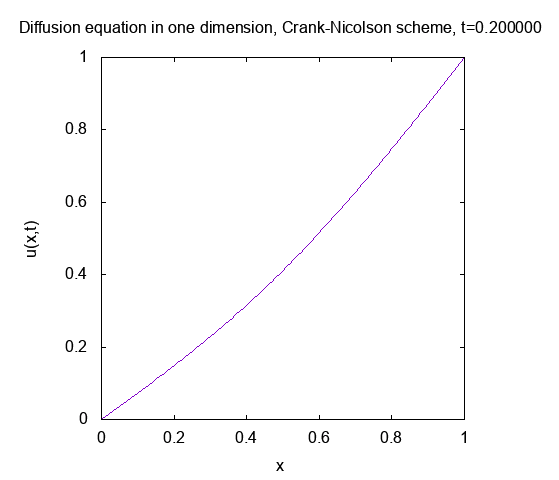 Diffusion equation in one dimension, Crank-Nicolson scheme, t=0.200000
1
0.8
0.6
0.4
0.2
0
u(x,t)
0 0.2 0.4 0.6 0.8 1
x